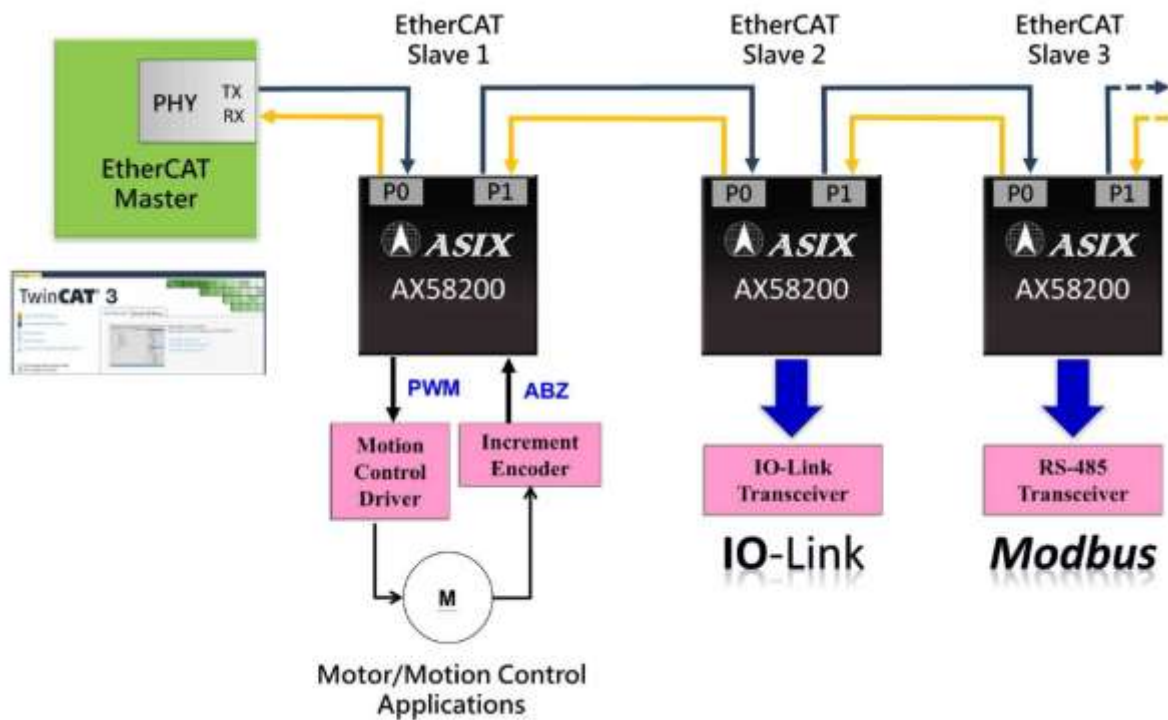 EtherCAT
Slave 1
EtherCAT
Slave 2
EtherCAT
Slave 3
PHY
TX
RX
EtherCAT
Master
P0
P1
P0
P1
P0
P1
ASIX
AX58200
ASIX
AX58200
ASIX
AX58200
TwinCAT® 3
PWM
ABZ
Motion
Control
Driver
Increment
Encoder
IO-Link
Transceiver
RS-485
Transceiver
IO-Link
Modbus
M
Motor/Motion Control
Applications